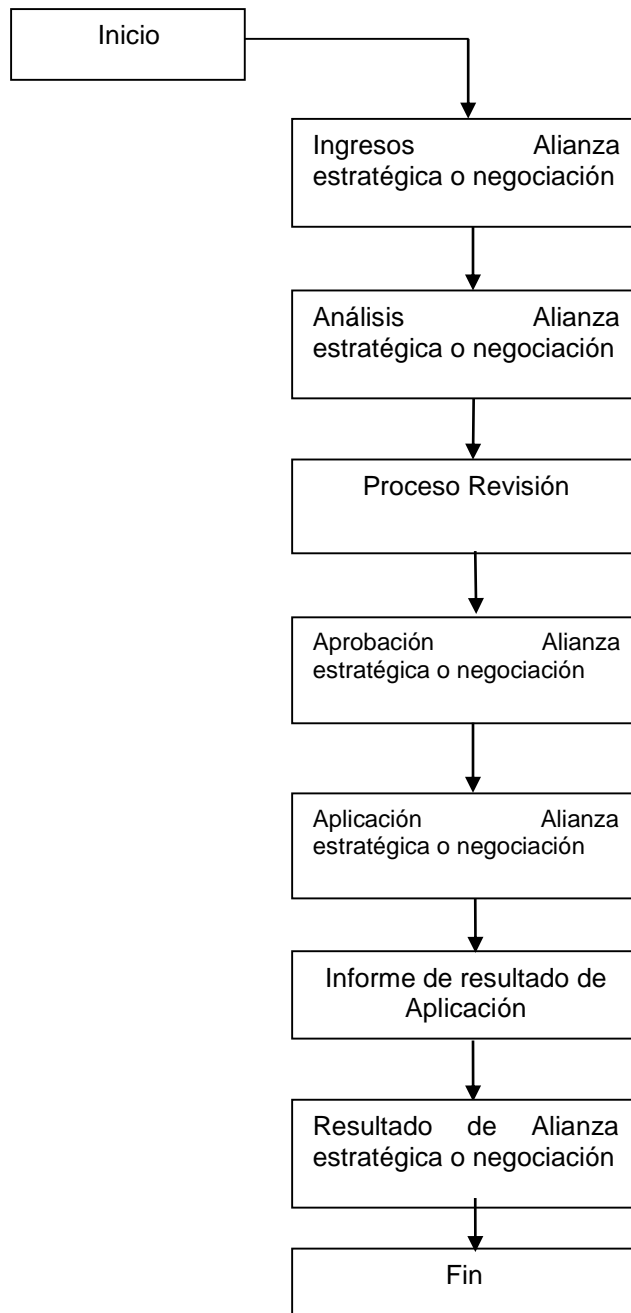 Inicio
Ingresos Alianza
estratégica o negociación
Análisis Alianza
estratégica o negociación
Proceso Revisión
Aprobación Alianza
estratégica o negociación
Aplicación Alianza
estratégica o negociación
Informe de resultado de
Aplicación
Resultado de Alianza
estratégica o negociación
Fin